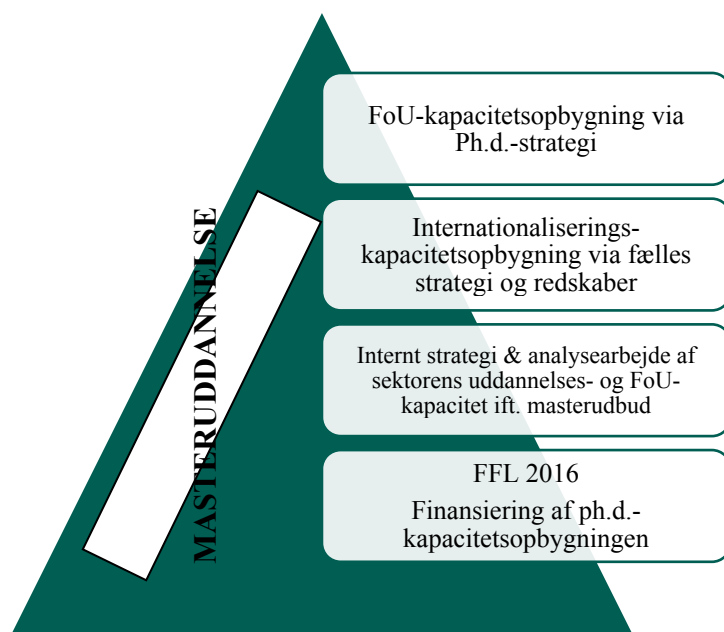 MASTERUDDANNELSE
FoU-kapacitetsopbygning via
Ph.d.-strategi
Internationaliserings-
kapacitetsopbygning via fælles
strategi og redskaber
Internt strategi & analysearbejde af
sektorens uddannelses- og FoU-
kapacitet ift. masterudbud
FFL 2016
Finansiering af ph.d.-
kapacitetsopbygningen